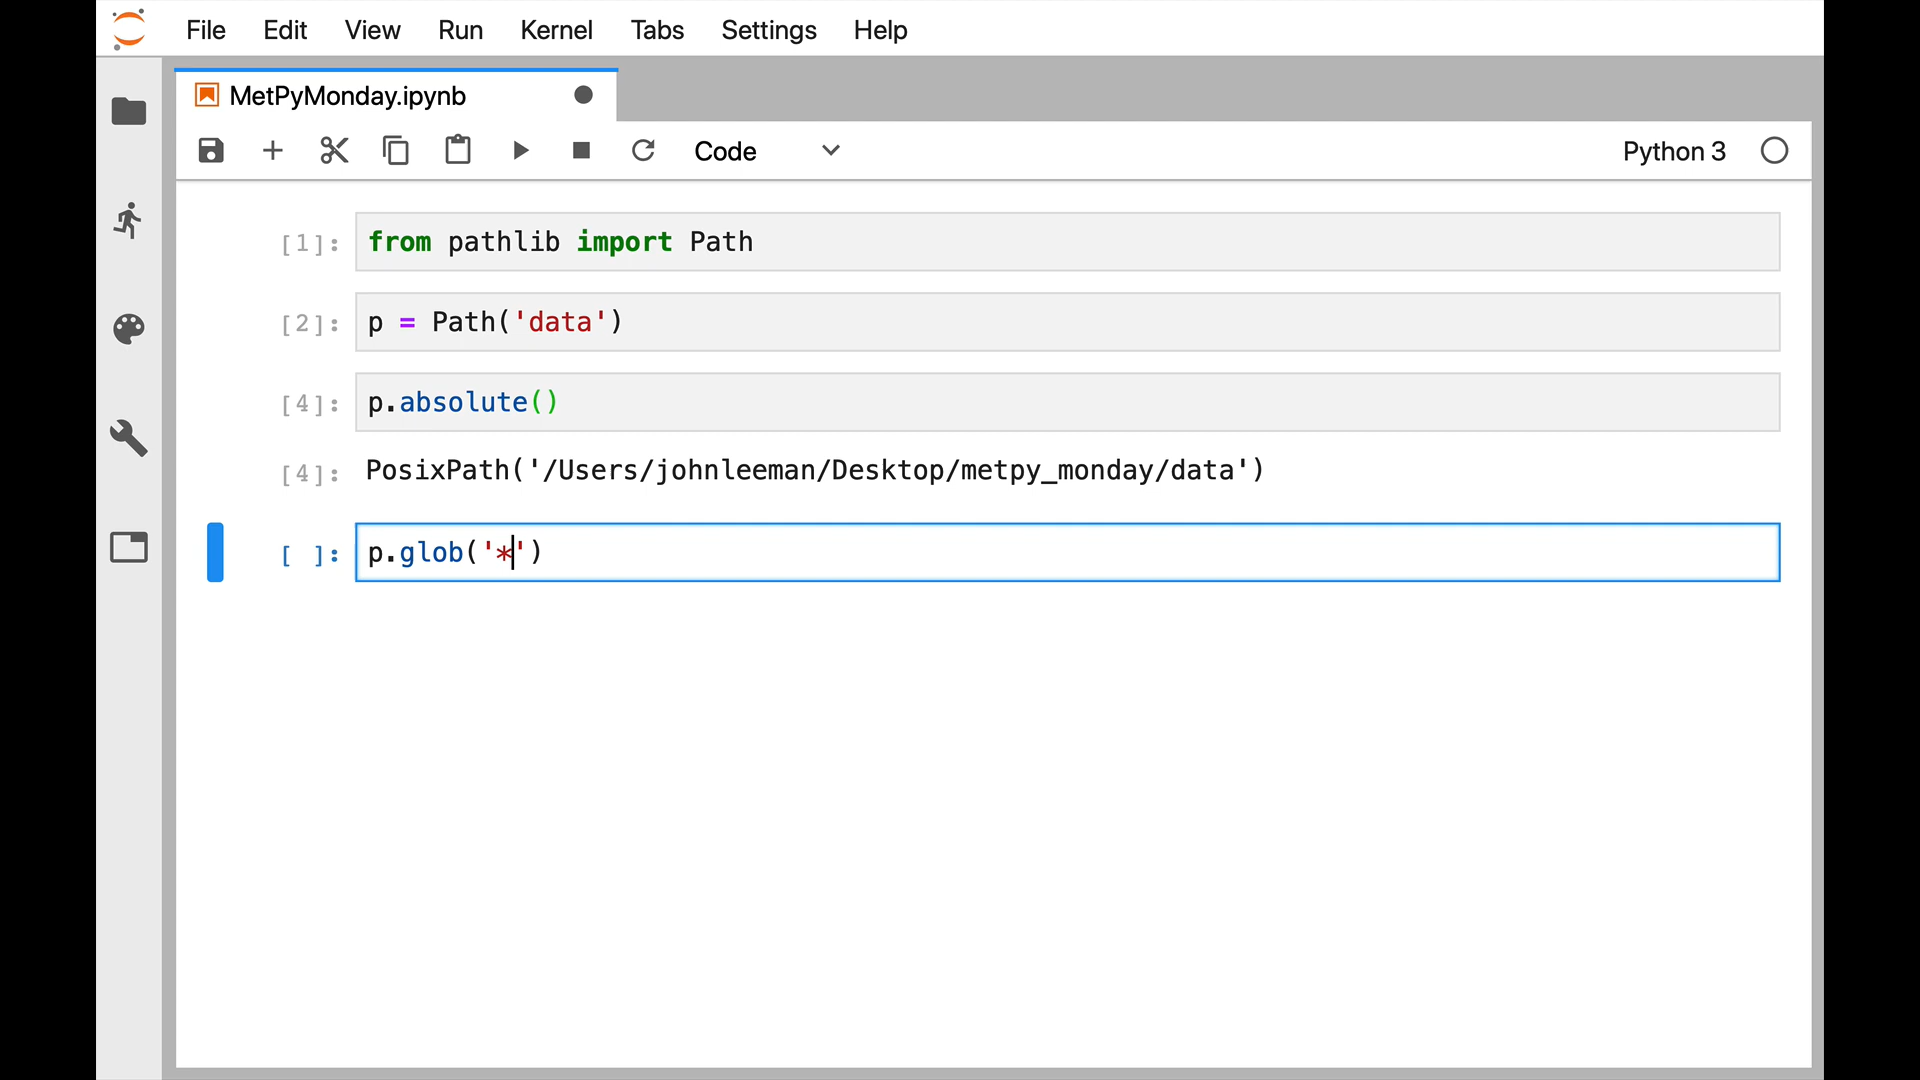 File Edit View Run Kernel Tabs Settings Help
MetPyMonday.ipynb
Code Python 3
[1]: from pathlib import Path
[2]: p = Path('data')
[4]: p.absolute()
[4]: PosixPath('/Users/johnleeman/Desktop/metpy_monday/data')
[ ]: p.glob('*')